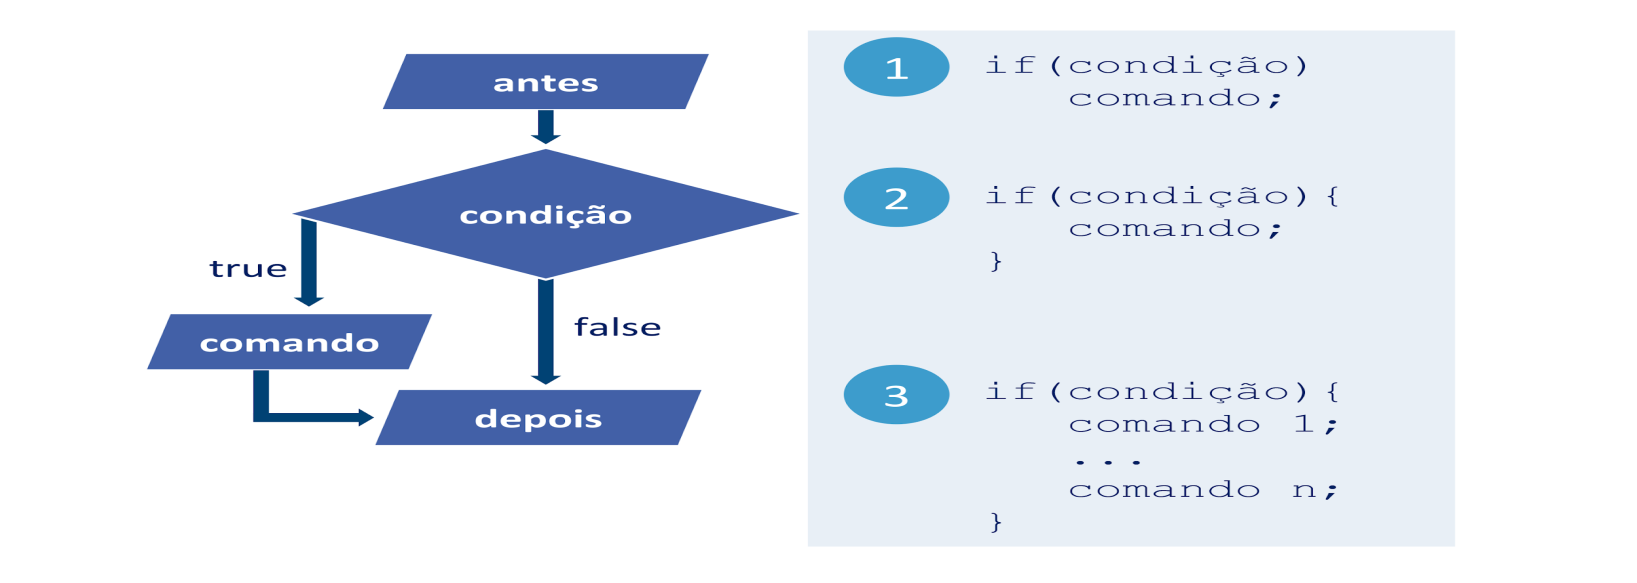 antes
condição
true
false
comando
depois
1
if(condição)
    comando;
2
if(condição){
    comando;
}
3
if(condição){
    comando 1;
    ...
    comando n;
}